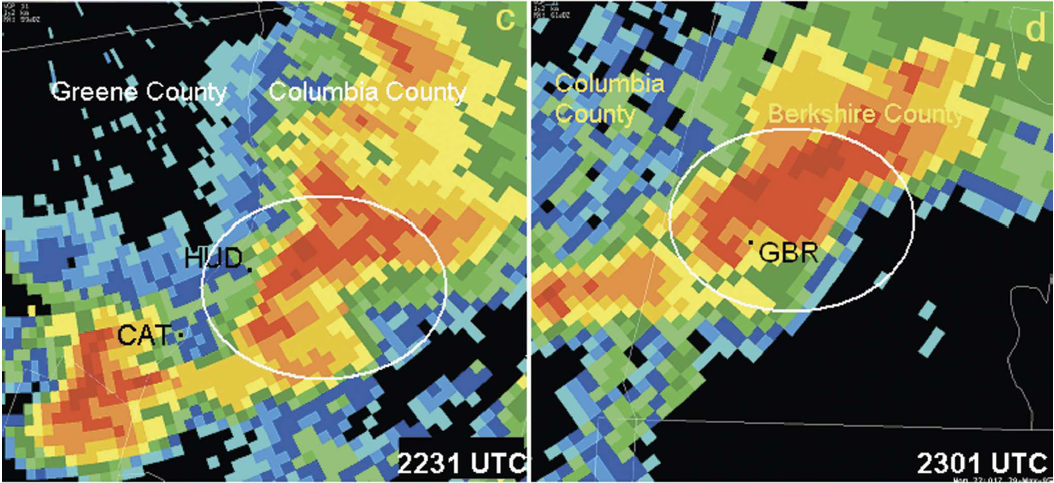 c
Greene County
Columbia County
HUD
CAT
2231 UTC
d
Columbia
County
Berkshire County
GBR
2301 UTC